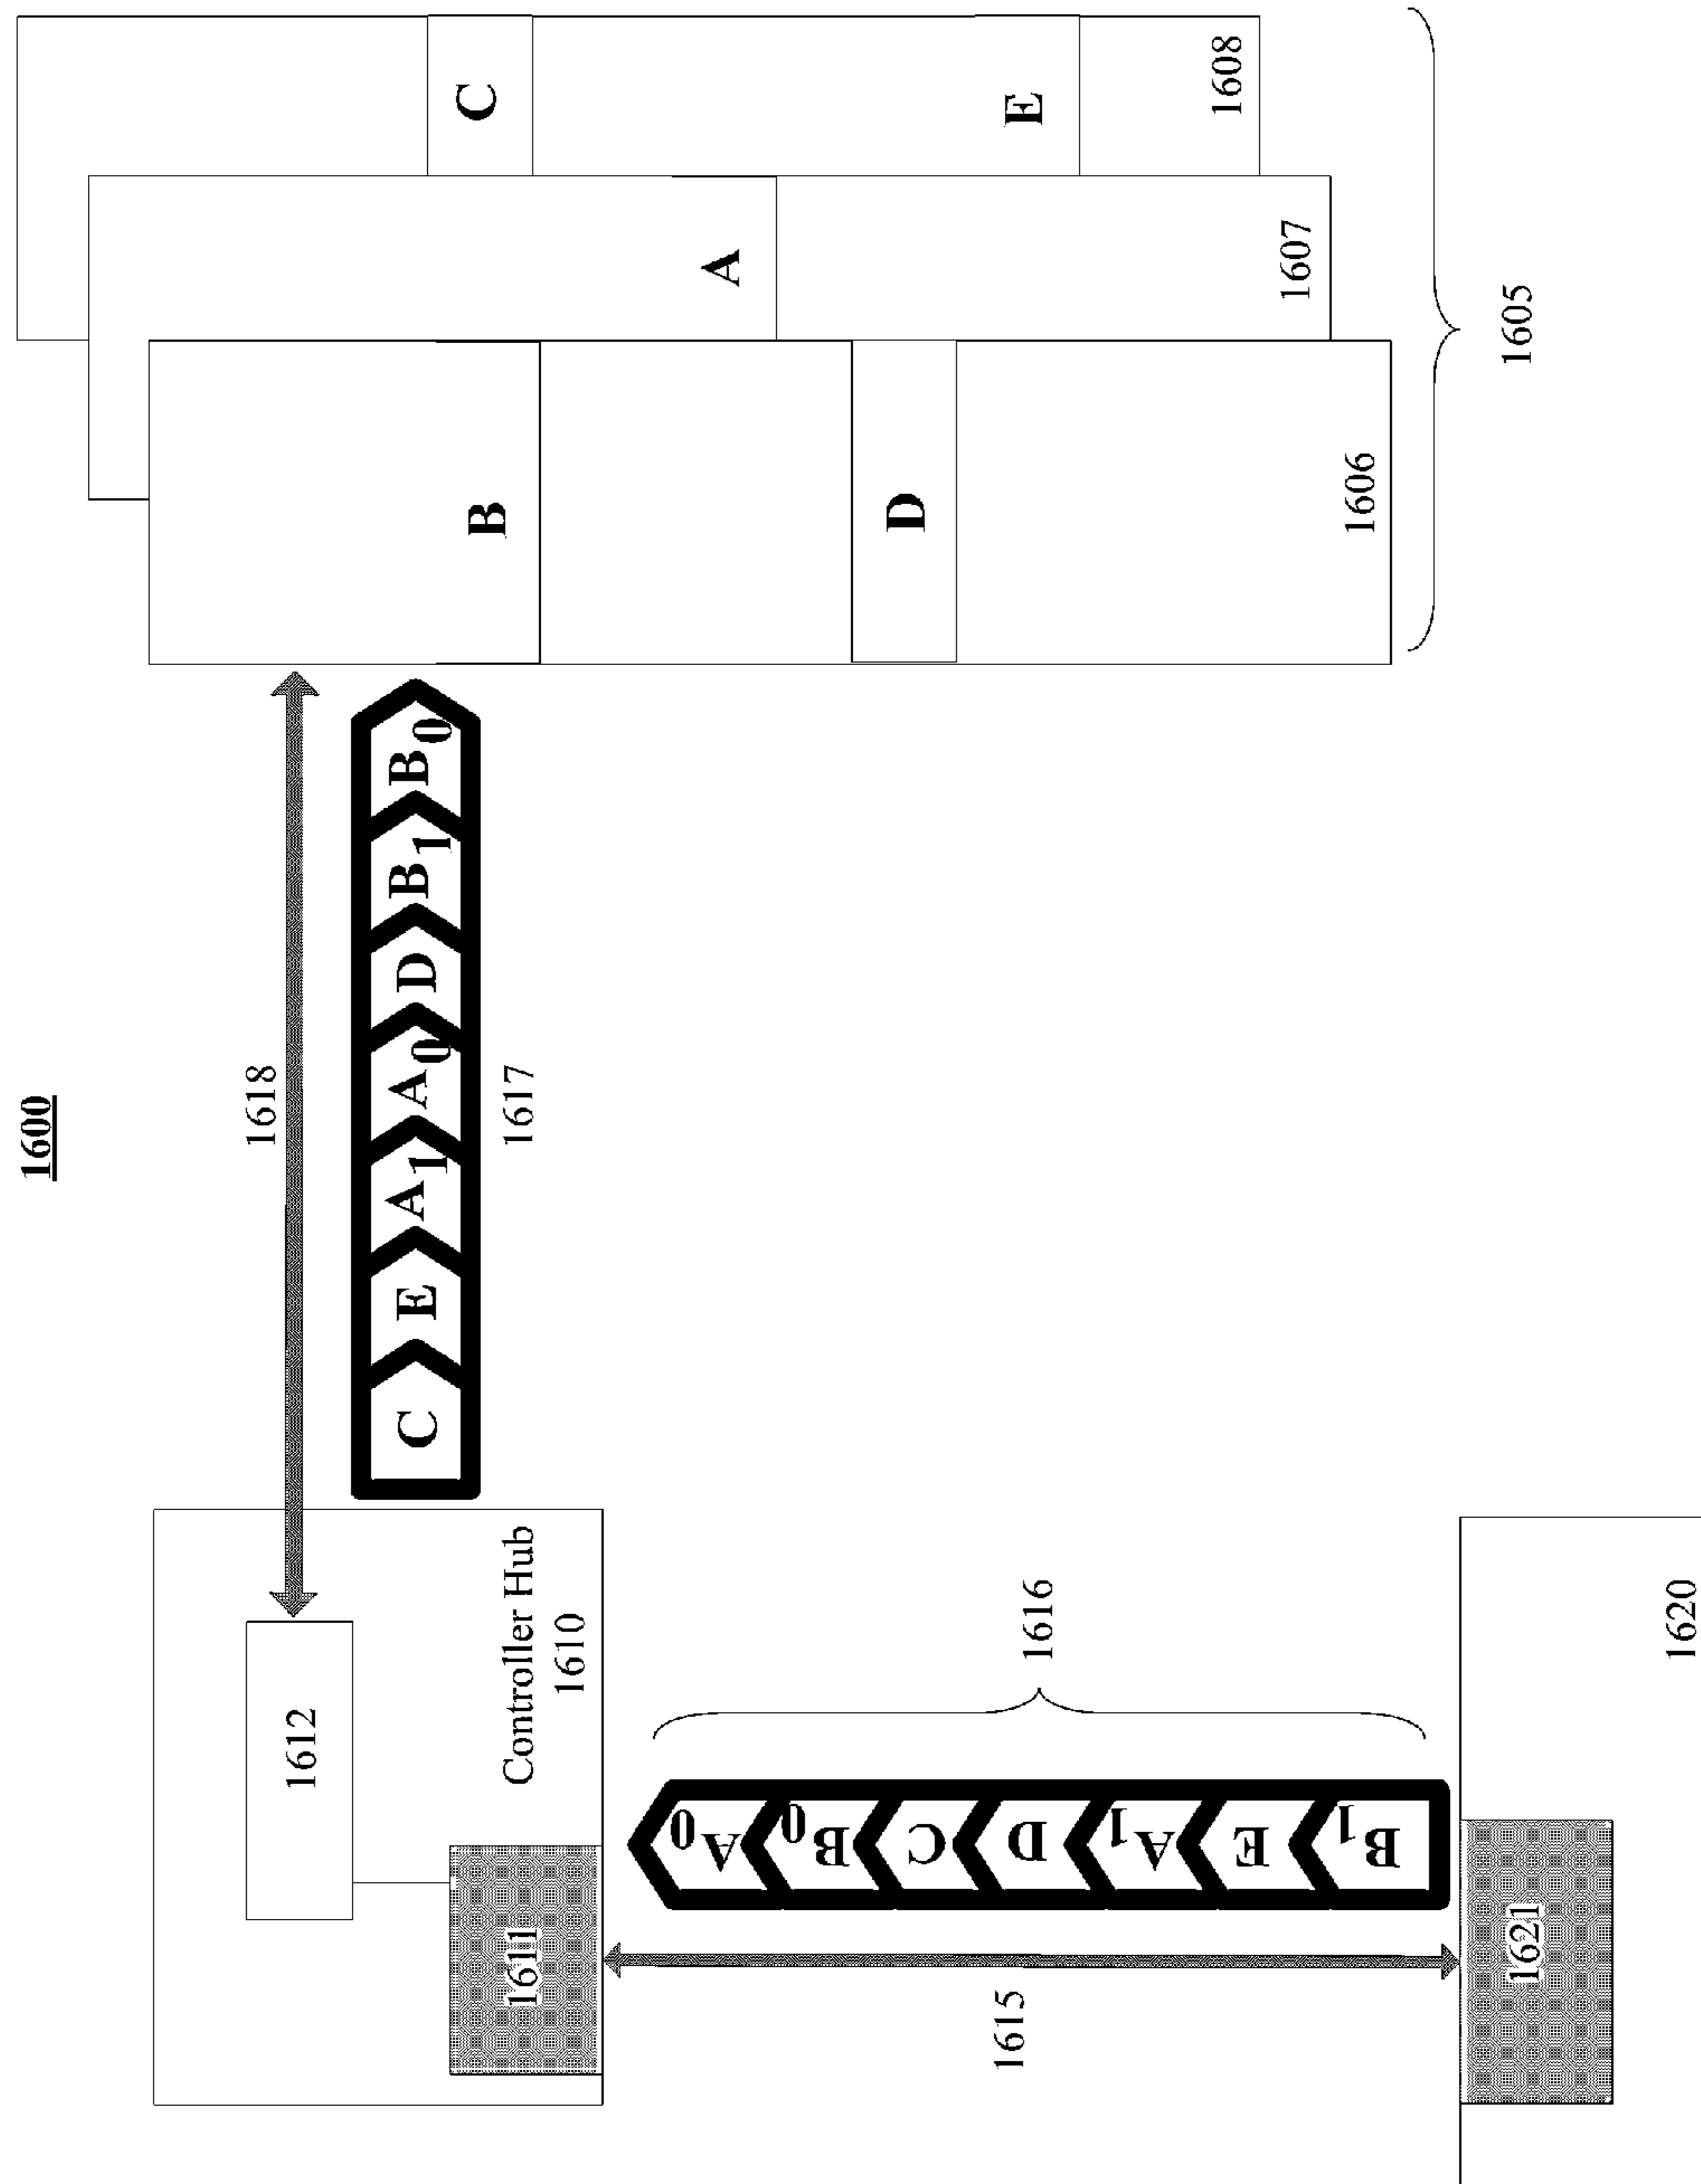 1600
1618
1612
C E A1 A0 D B1 B0
1617
Controller Hub
1610
1611
A0 B0 C D A1 E B1
1616
1615
1621
1620
B
D
1606
A
1607
C
E
1608
1605